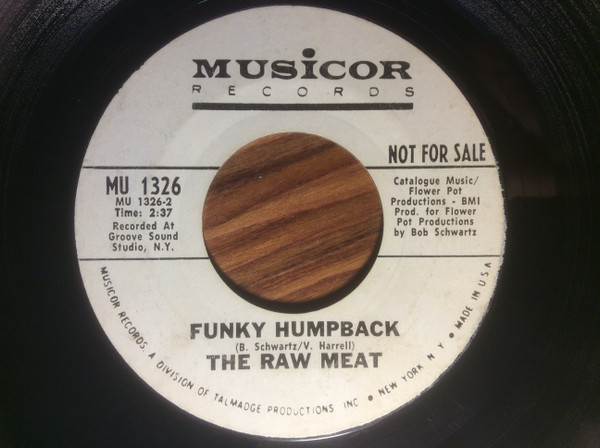 MUSICOR
RECORDS
NOT FOR SALE
MU 1326
MU 1326-2
Time: 2:37
Recorded At
Groove Sound
Studio, N.Y.
Catalogue Music/
Flower Pot
Productions - BMI
Prod. for Flower
Pot Productions
by Bob Schwartz
FUNKY HUMPBACK
(B. Schwartz/V. Harrell)
THE RAW MEAT
MUSICOR RECORDS, A DIVISION OF TALMADGE PRODUCTIONS INC • NEW YORK N Y • MADE IN U S A